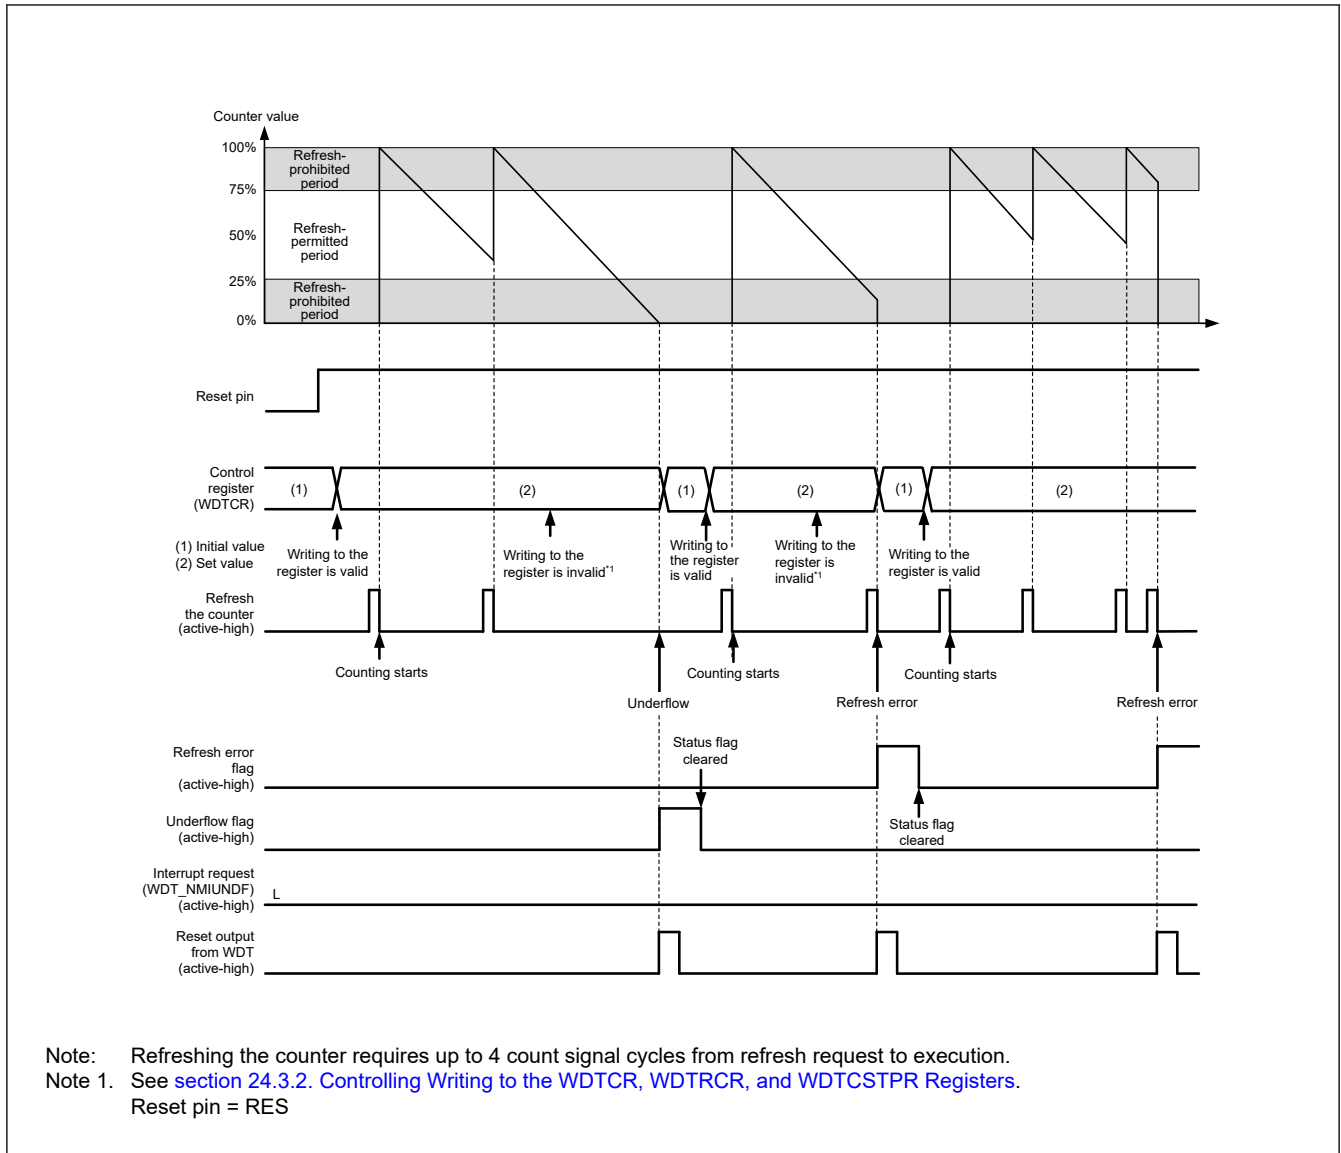 Counter value
100%
Refresh-
prohibited
period
75%
Refresh-
permitted
period
50%
25%
Refresh-
prohibited
period
0%
Reset pin
Control
register
(WDTCR)
(1)
(2)
(1)
(2)
(1)
(2)
(1) Initial value
(2) Set value
Writing to the
register is valid
Writing to the
register is invalid*1
Writing to
the register
is valid
Writing to the
register is
invalid*1
Writing to the
register is valid
Refresh
the counter
(active-high)
Counting starts
Counting starts
Counting starts
Underflow
Refresh error
Refresh error
Refresh error
flag
(active-high)
Status flag
cleared
Underflow flag
(active-high)
Status flag
cleared
Interrupt request
(WDT_NMIUNDF)
(active-high)
L
Reset output
from WDT
(active-high)
Note: Refreshing the counter requires up to 4 count signal cycles from refresh request to execution.
Note 1. See section 24.3.2. Controlling Writing to the WDTCR, WDTRCR, and WDTCSTPR Registers.
Reset pin = RES